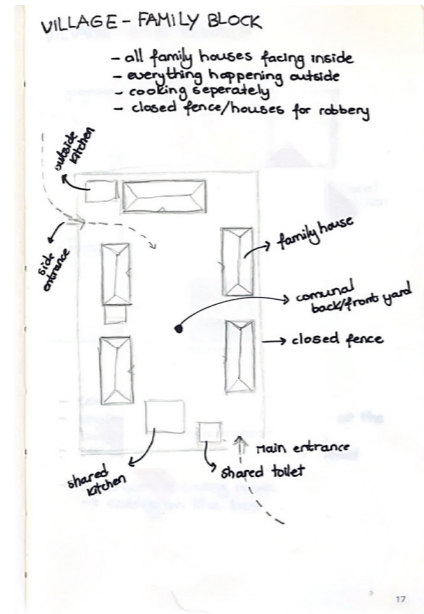 VILLAGE - FAMILY BLOCK
- all family houses facing inside
- everything happening outside
- cooking seperately
- closed fence/houses for robbery
outside
kitchen
side
entrance
family house
comunal
back/front yard
closed fence
Main entrance
shared
kitchen
shared toilet
17